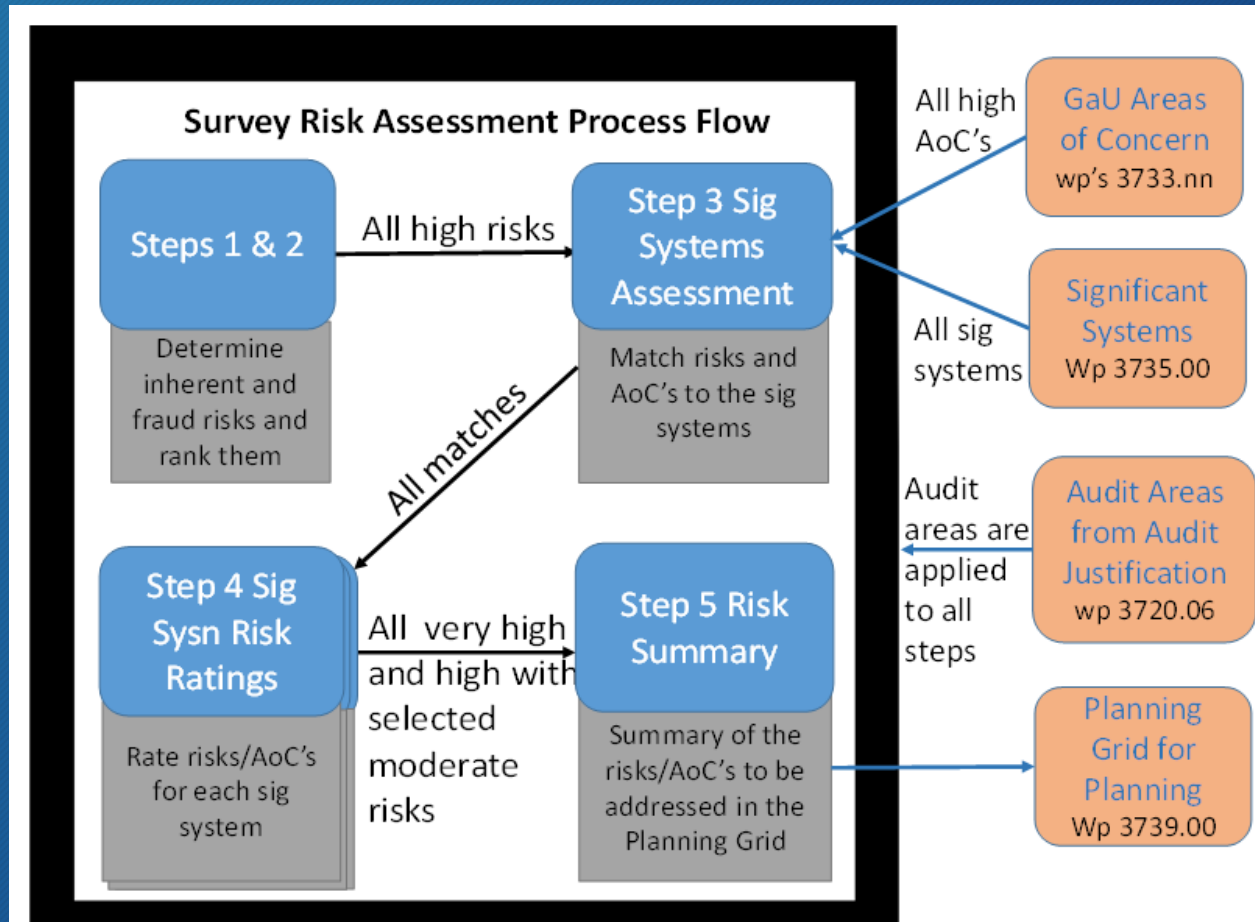 Survey Risk Assessment Process Flow
Steps 1 & 2
Determine
inherent and
fraud risks and
rank them
All high risks
Step 3 Sig
Systems
Assessment
Match risks and
AoC's to the sig
systems
All matches
Step 4 Sig
Sysn Risk
Ratings
Rate risks/AoC's
for each sig
system
All very high
and high with
selected
moderate
risks
Step 5 Risk
Summary
Summary of the
risks/AoC's to be
addressed in the
Planning Grid
All high
AoC's
GaU Areas
of Concern
wp's 3733.nn
All sig
systems
Significant
Systems
Wp 3735.00
Audit
areas are
applied
to all
steps
Audit Areas
from Audit
Justification
wp 3720.06
Planning
Grid for
Planning
Wp 3739.00